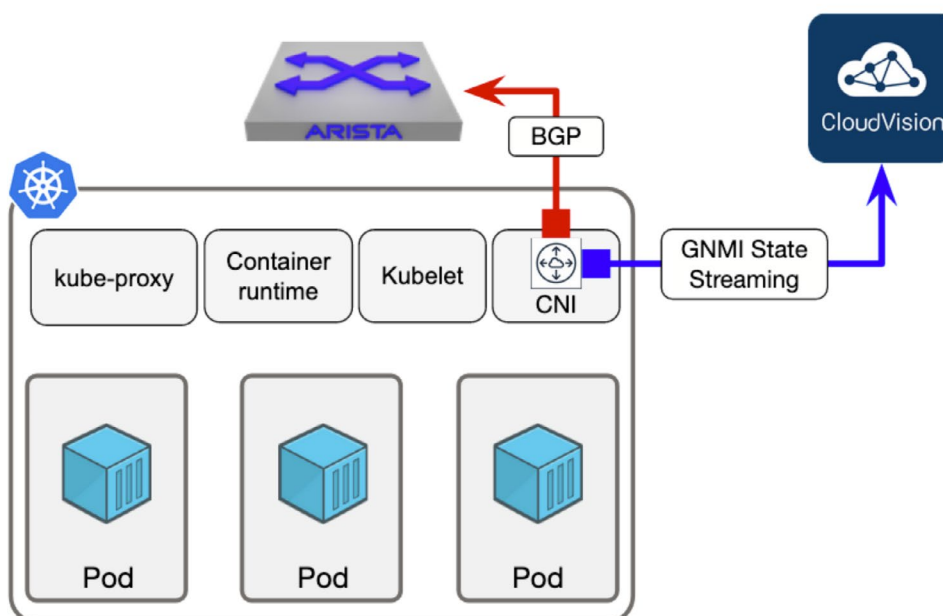 ARISTA
BGP
CloudVision
kube-proxy
Container
runtime
Kubelet
CNI
GNMI State
Streaming
Pod
Pod
Pod